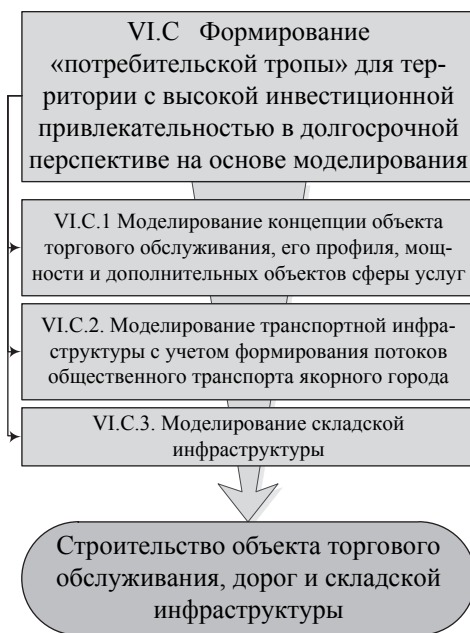 VI.C Формирование
«потребительской тропы» для тер-
ритории с высокой инвестиционной
привлекательностью в долгосрочной
перспективе на основе моделирования
VI.C.1 Моделирование концепции объекта
торгового обслуживания, его профиля, мощ-
ности и дополнительных объектов сферы услуг
VI.C.2. Моделирование транспортной инфра-
структуры с учетом формирования потоков
общественного транспорта якорного города
VI.C.3. Моделирование складской
инфраструктуры
Строительство объекта торгового
обслуживания, дорог и складской
инфраструктуры